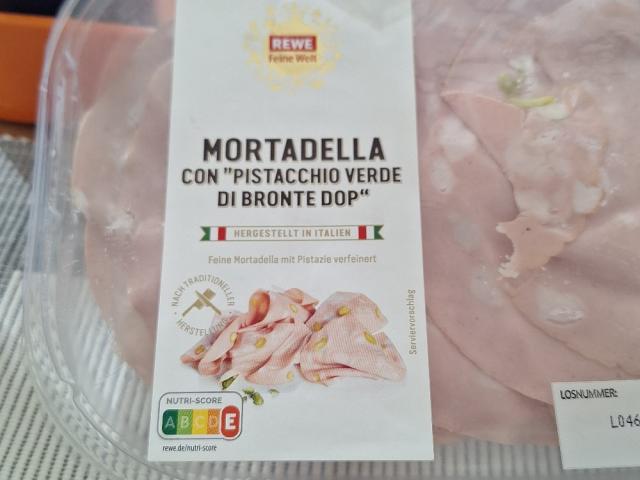 REWE
Feine Welt
MORTADELLA
CON "PISTACCHIO VERDE
DI BRONTE DOP“
HERGESTELLT IN ITALIEN
Feine Mortadella mit Pistazie verfeinert
NACH TRADITIONELLER
HERSTELLUNG
Serviervorschlag
NUTRI-SCORE
A B C D E
rewe.de/nutri-score
LOSNUMMER:
L046